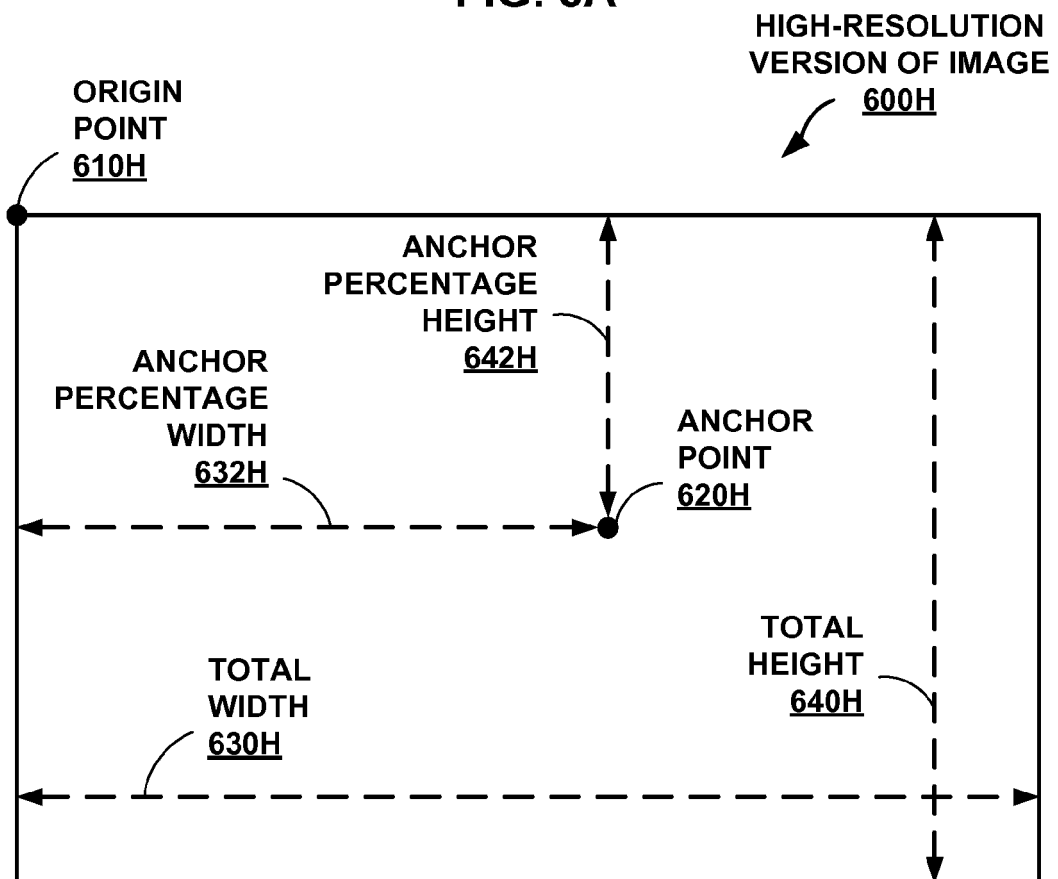 HIGH-RESOLUTION
VERSION OF IMAGE
600H
ORIGIN
POINT
610H
ANCHOR
PERCENTAGE
HEIGHT
642H
ANCHOR
PERCENTAGE
WIDTH
632H
ANCHOR
POINT
620H
TOTAL
HEIGHT
640H
TOTAL
WIDTH
630H